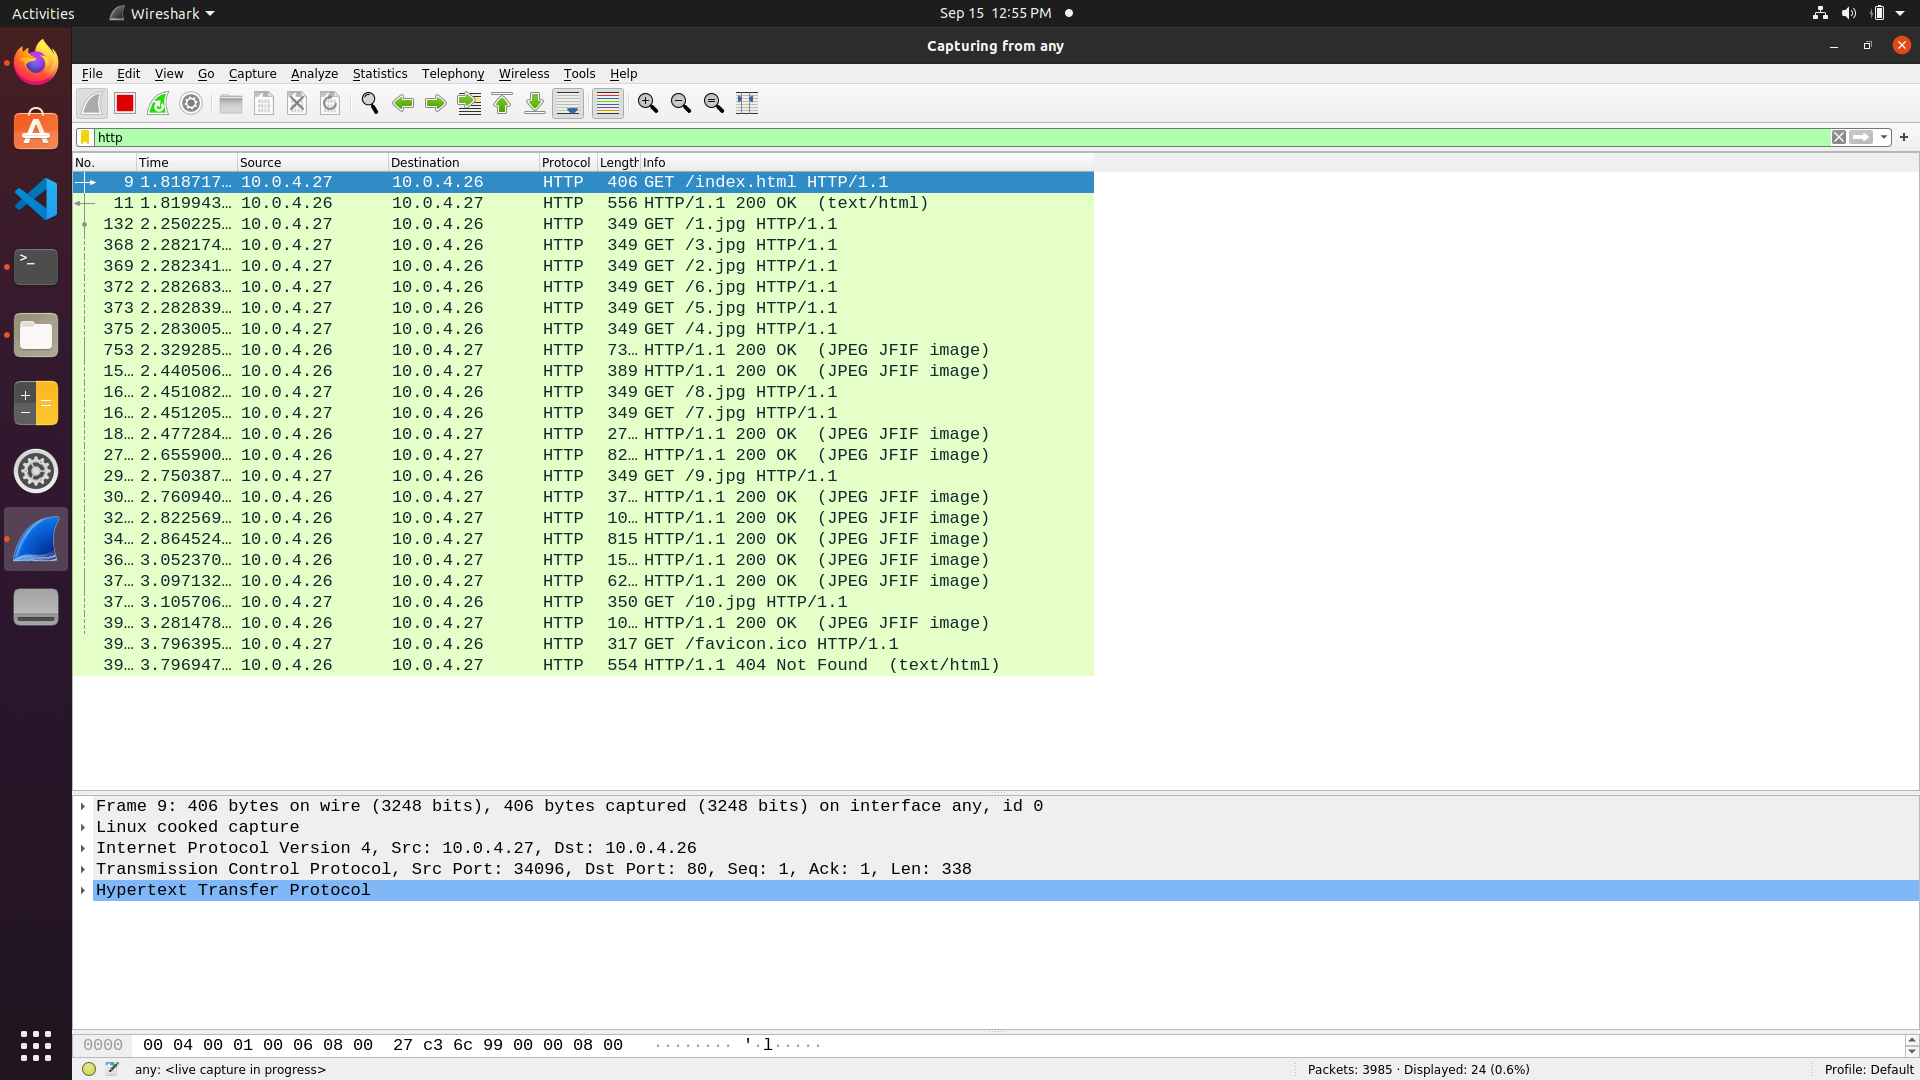 Activities Wireshark Sep 15 12:55 PM
Capturing from any
File Edit View Go Capture Analyze Statistics Telephony Wireless Tools Help
http
No. Time Source Destination Protocol Length Info
9 1.818717… 10.0.4.27 10.0.4.26 HTTP 406 GET /index.html HTTP/1.1
11 1.819943… 10.0.4.26 10.0.4.27 HTTP 556 HTTP/1.1 200 OK (text/html)
132 2.250225… 10.0.4.27 10.0.4.26 HTTP 349 GET /1.jpg HTTP/1.1
368 2.282174… 10.0.4.27 10.0.4.26 HTTP 349 GET /3.jpg HTTP/1.1
369 2.282341… 10.0.4.27 10.0.4.26 HTTP 349 GET /2.jpg HTTP/1.1
372 2.282683… 10.0.4.27 10.0.4.26 HTTP 349 GET /6.jpg HTTP/1.1
373 2.282839… 10.0.4.27 10.0.4.26 HTTP 349 GET /5.jpg HTTP/1.1
375 2.283005… 10.0.4.27 10.0.4.26 HTTP 349 GET /4.jpg HTTP/1.1
753 2.329285… 10.0.4.26 10.0.4.27 HTTP 73… HTTP/1.1 200 OK (JPEG JFIF image)
15… 2.440506… 10.0.4.26 10.0.4.27 HTTP 389 HTTP/1.1 200 OK (JPEG JFIF image)
16… 2.451082… 10.0.4.27 10.0.4.26 HTTP 349 GET /8.jpg HTTP/1.1
16… 2.451205… 10.0.4.27 10.0.4.26 HTTP 349 GET /7.jpg HTTP/1.1
18… 2.477284… 10.0.4.26 10.0.4.27 HTTP 27… HTTP/1.1 200 OK (JPEG JFIF image)
27… 2.655900… 10.0.4.26 10.0.4.27 HTTP 82… HTTP/1.1 200 OK (JPEG JFIF image)
29… 2.750387… 10.0.4.27 10.0.4.26 HTTP 349 GET /9.jpg HTTP/1.1
30… 2.760940… 10.0.4.26 10.0.4.27 HTTP 37… HTTP/1.1 200 OK (JPEG JFIF image)
32… 2.822569… 10.0.4.26 10.0.4.27 HTTP 10… HTTP/1.1 200 OK (JPEG JFIF image)
34… 2.864524… 10.0.4.26 10.0.4.27 HTTP 815 HTTP/1.1 200 OK (JPEG JFIF image)
36… 3.052370… 10.0.4.26 10.0.4.27 HTTP 15… HTTP/1.1 200 OK (JPEG JFIF image)
37… 3.097132… 10.0.4.26 10.0.4.27 HTTP 62… HTTP/1.1 200 OK (JPEG JFIF image)
37… 3.105706… 10.0.4.27 10.0.4.26 HTTP 350 GET /10.jpg HTTP/1.1
39… 3.281478… 10.0.4.26 10.0.4.27 HTTP 10… HTTP/1.1 200 OK (JPEG JFIF image)
39… 3.796395… 10.0.4.27 10.0.4.26 HTTP 317 GET /favicon.ico HTTP/1.1
39… 3.796947… 10.0.4.26 10.0.4.27 HTTP 554 HTTP/1.1 404 Not Found (text/html)
Frame 9: 406 bytes on wire (3248 bits), 406 bytes captured (3248 bits) on interface any, id 0
Linux cooked capture
Internet Protocol Version 4, Src: 10.0.4.27, Dst: 10.0.4.26
Transmission Control Protocol, Src Port: 34096, Dst Port: 80, Seq: 1, Ack: 1, Len: 338
Hypertext Transfer Protocol
0000 00 04 00 01 00 06 08 00 27 c3 6c 99 00 00 08 00 ········ '·l·····
any: <live capture in progress> Packets: 3985 · Displayed: 24 (0.6%) Profile: Default